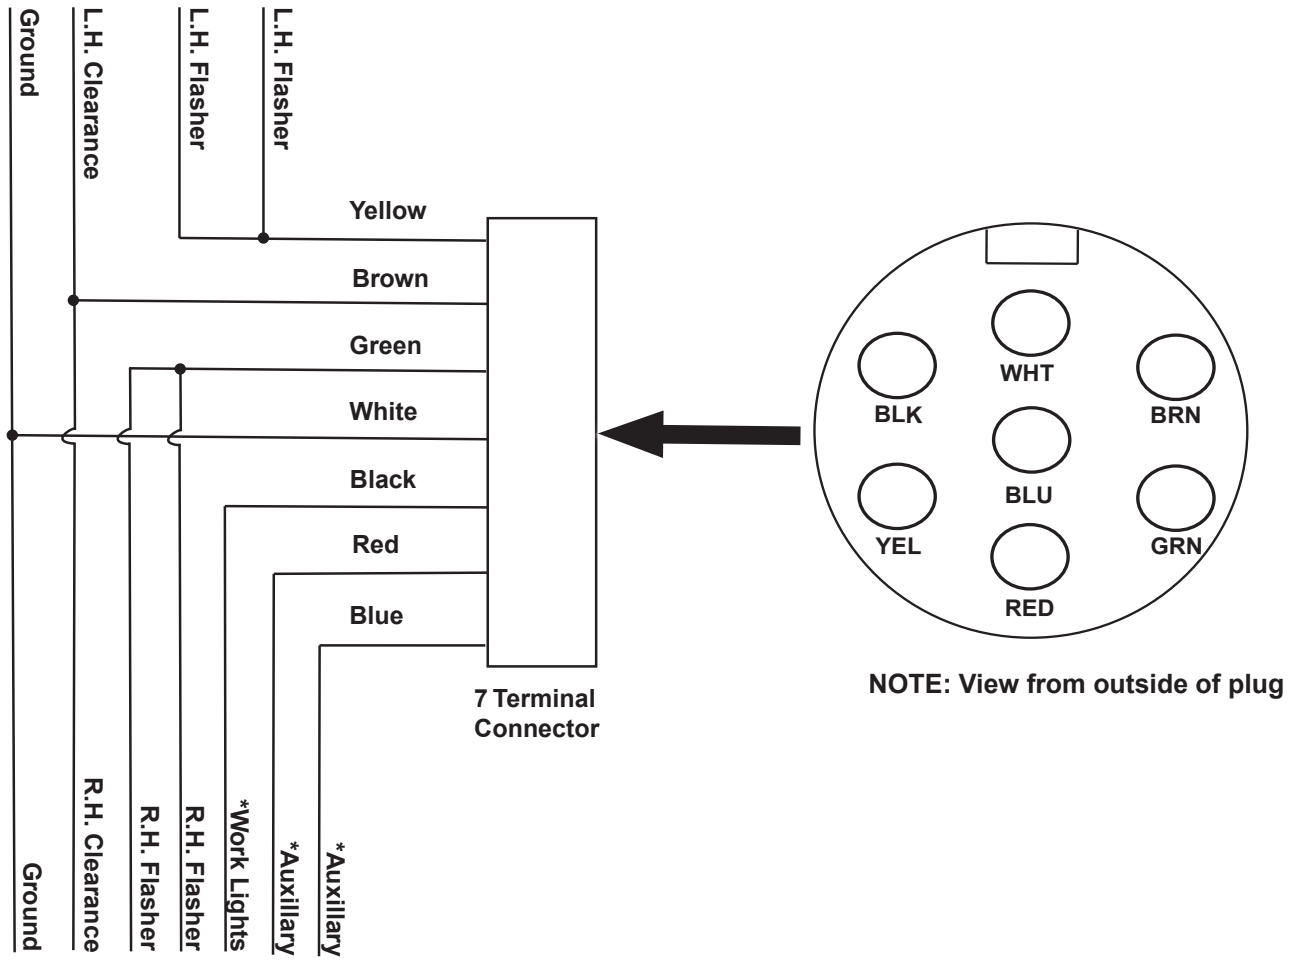 Ground
L.H. Clearance
L.H. Flasher
L.H. Flasher
Yellow
Brown
Green
White
Black
Red
Blue
7 Terminal
Connector
Ground
R.H. Clearance
R.H. Flasher
R.H. Flasher
*Work Lights
*Auxillary
*Auxillary
WHT
BLK
BRN
BLU
YEL
GRN
RED
NOTE: View from outside of plug